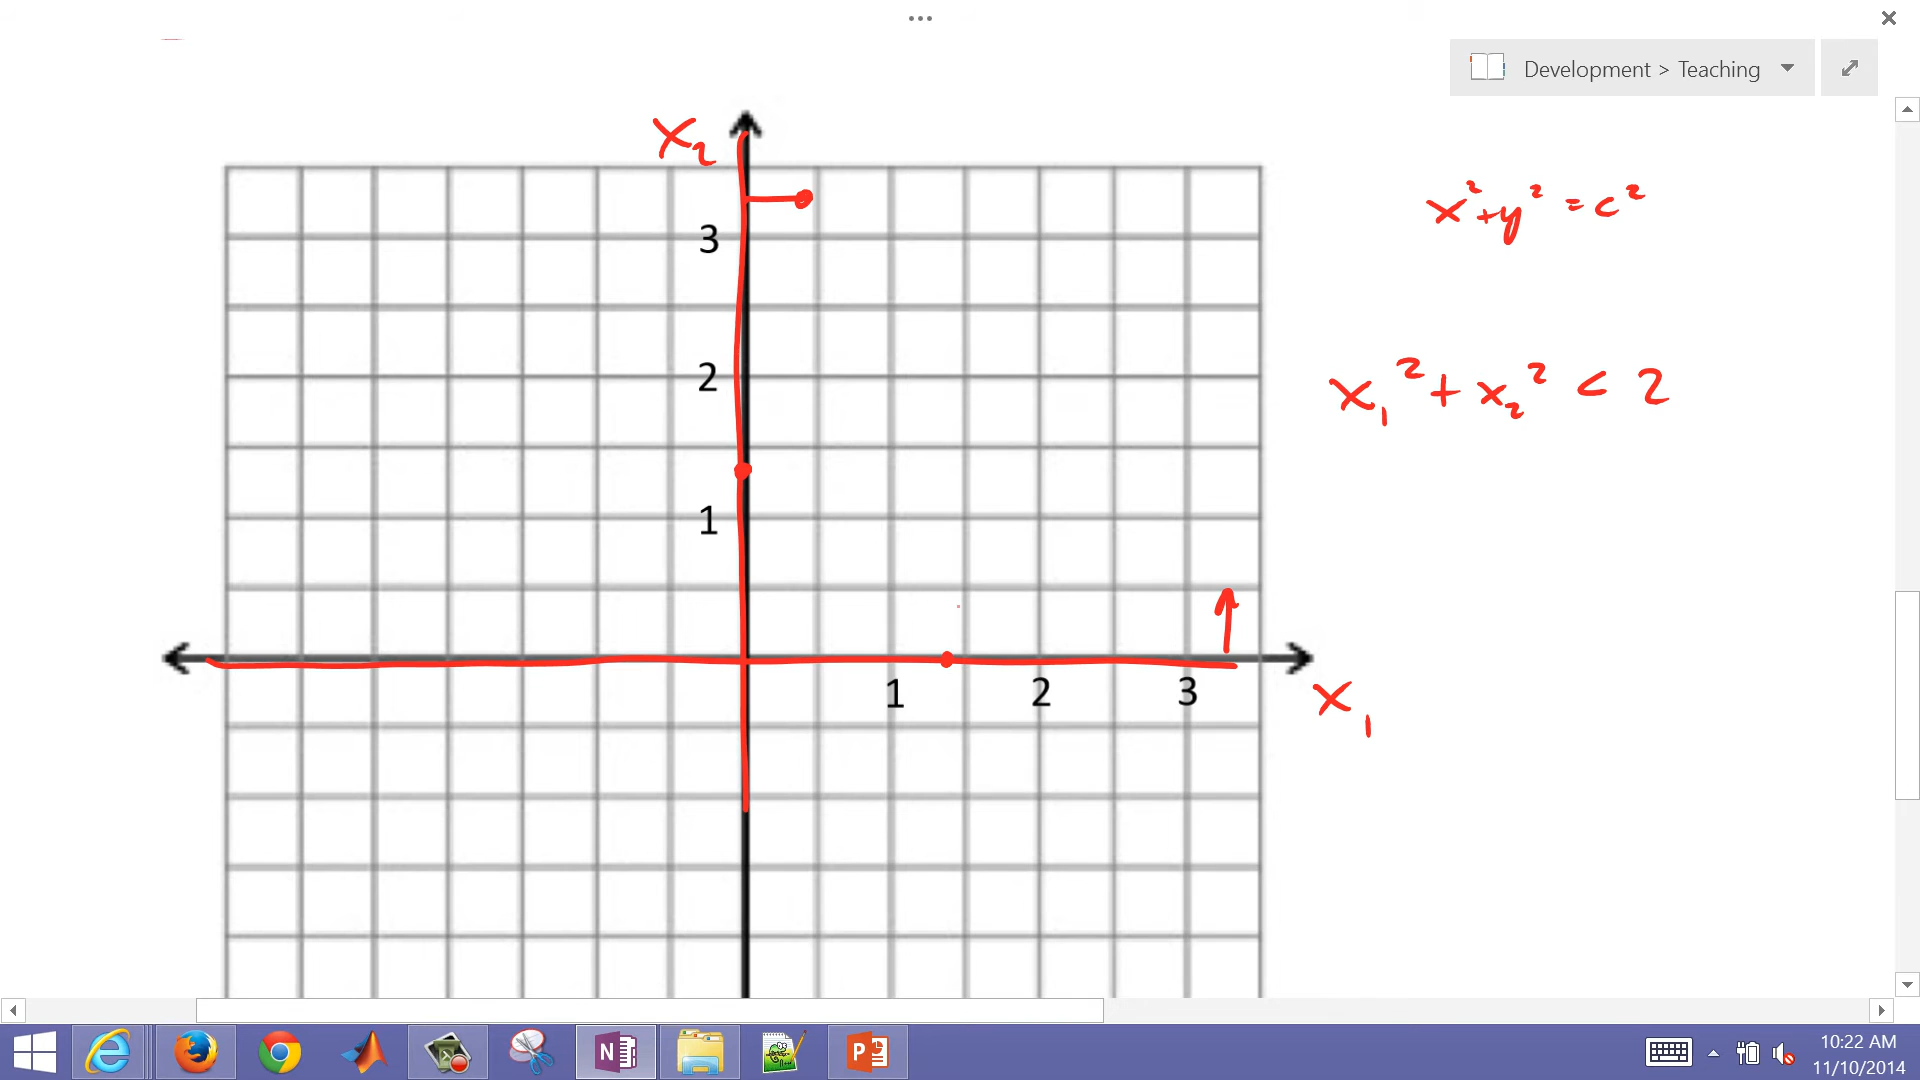 Development > Teaching
x₂
x² + y² = c²
3
x₁² + x₂² < 2
2
1
1 2 3
x₁
N
P
10:22 AM
11/10/2014